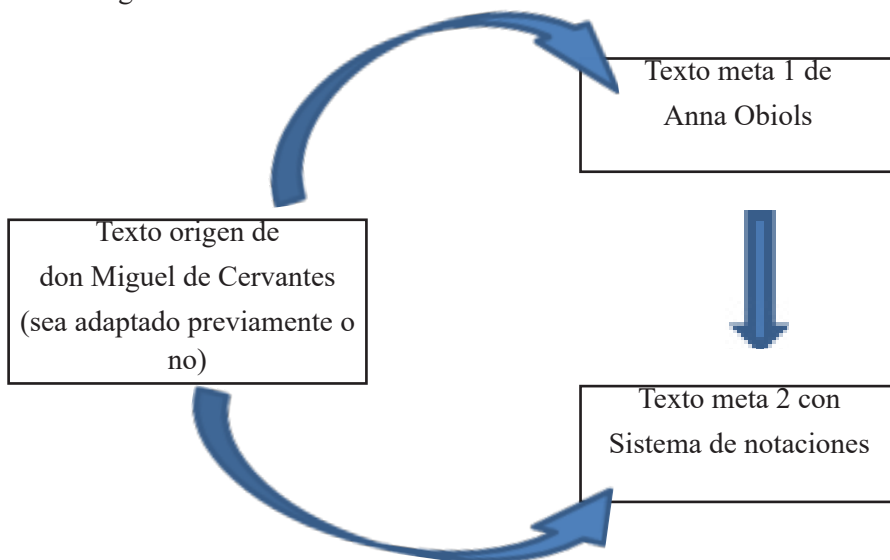 Texto meta 1 de
Anna Obiols
Texto origen de
don Miguel de Cervantes
(sea adaptado previamente o
no)
Texto meta 2 con
Sistema de notaciones